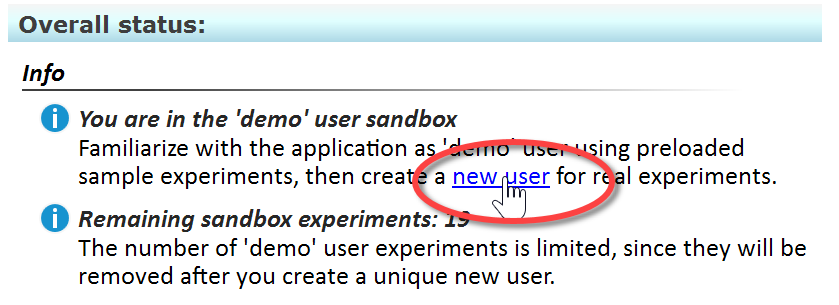 Overall status:
Info
You are in the 'demo' user sandbox
Familiarize with the application as 'demo' user using preloaded
sample experiments, then create a new user for real experiments.
Remaining sandbox experiments: 19
The number of 'demo' user experiments is limited, since they will be
removed after you create a unique new user.